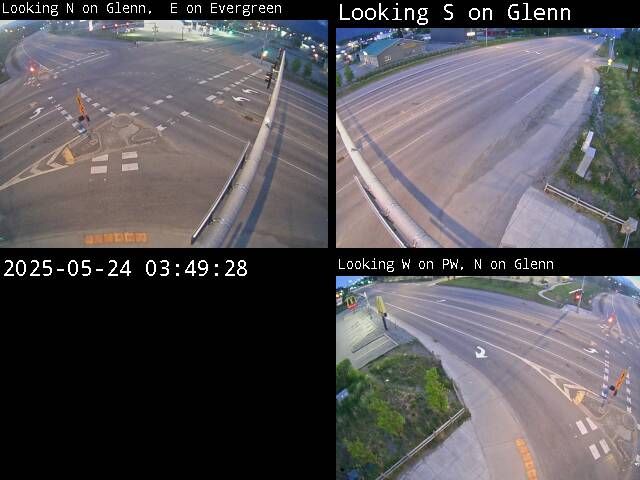 Looking N on Glenn,  E on Evergreen
Looking S on Glenn
2025-05-24 03:49:28
Looking W on PW, N on Glenn